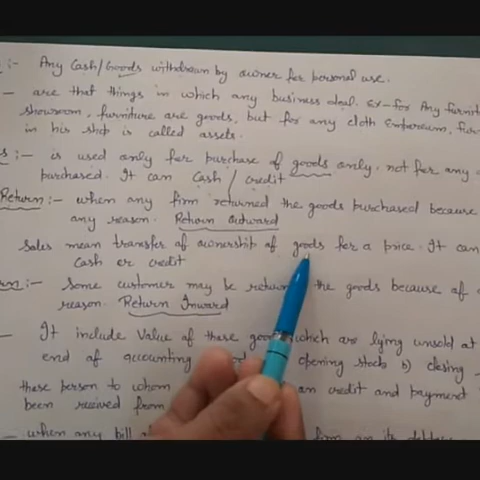 :- Any Cash/Goods withdrawn by owner for personal use.
- are that things in which any business deal. Ex- for Any furnit
showroom, furniture are goods, but for any cloth Emporium, fur
in his shop is called assets.
s :- is used only for purchase of goods only, not for any
purchased. It can Cash / credit
Return :- when any firm returned the goods purchased because
any reason. Return outward
Sales mean transfer of ownership of goods for a price. It can
Cash or credit
rn :- Some customer may be return the goods because of
reason. Return Inward
- It include Value of those goods which are lying unsold at
end of accounting opening stock b) closing
these person to whom an credit and payment
been received from
- when any bill